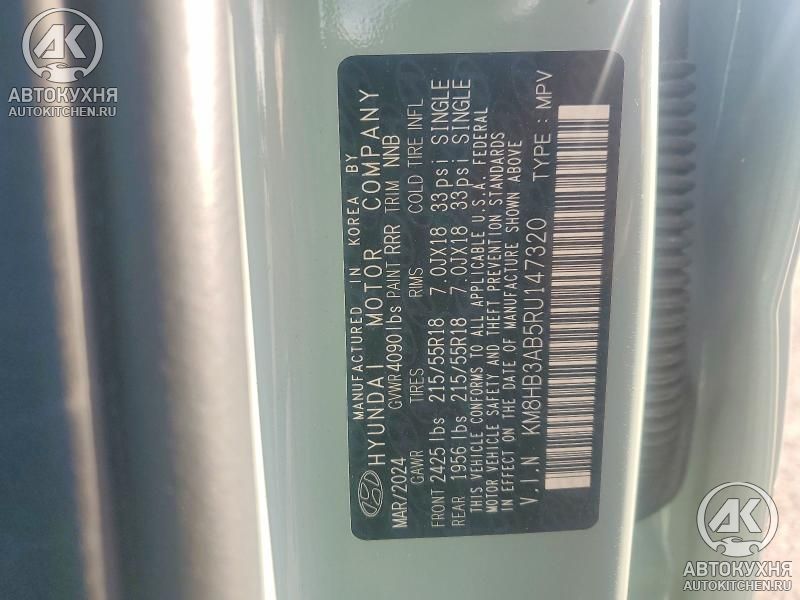 АВТОКУХНЯ
AUTOKITCHEN.RU
MANUFACTURED IN KOREA BY
HYUNDAI MOTOR COMPANY
MAR/2024 GVWR 4090 lbs PAINT RRR TRIM NNB
GAWR TIRES RIMS COLD TIRE INFL
FRONT 2425 lbs 215/55R18 7.0JX18 33psi SINGLE
REAR 1956 lbs 215/55R18 7.0JX18 33psi SINGLE
THIS VEHICLE CONFORMS TO ALL APPLICABLE U.S.A. FEDERAL
MOTOR VEHICLE SAFETY AND THEFT PREVENTION STANDARDS
IN EFFECT ON THE DATE OF MANUFACTURE SHOWN ABOVE
V.I.N KM8HB3AB5RU147320 TYPE : MPV
АВТОКУХНЯ
AUTOKITCHEN.RU